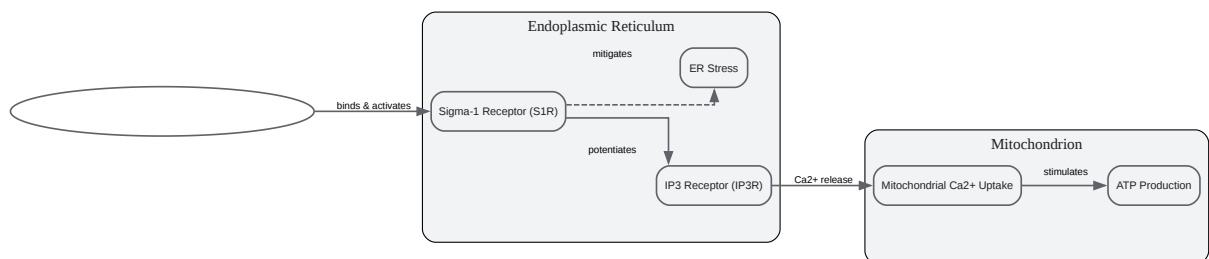 Endoplasmic Reticulum
mitigates
ER Stress
binds & activates
Sigma-1 Receptor (S1R)
potentiates
IP3 Receptor (IP3R)
Ca2+ release
Mitochondrion
Mitochondrial Ca2+ Uptake
stimulates
ATP Production